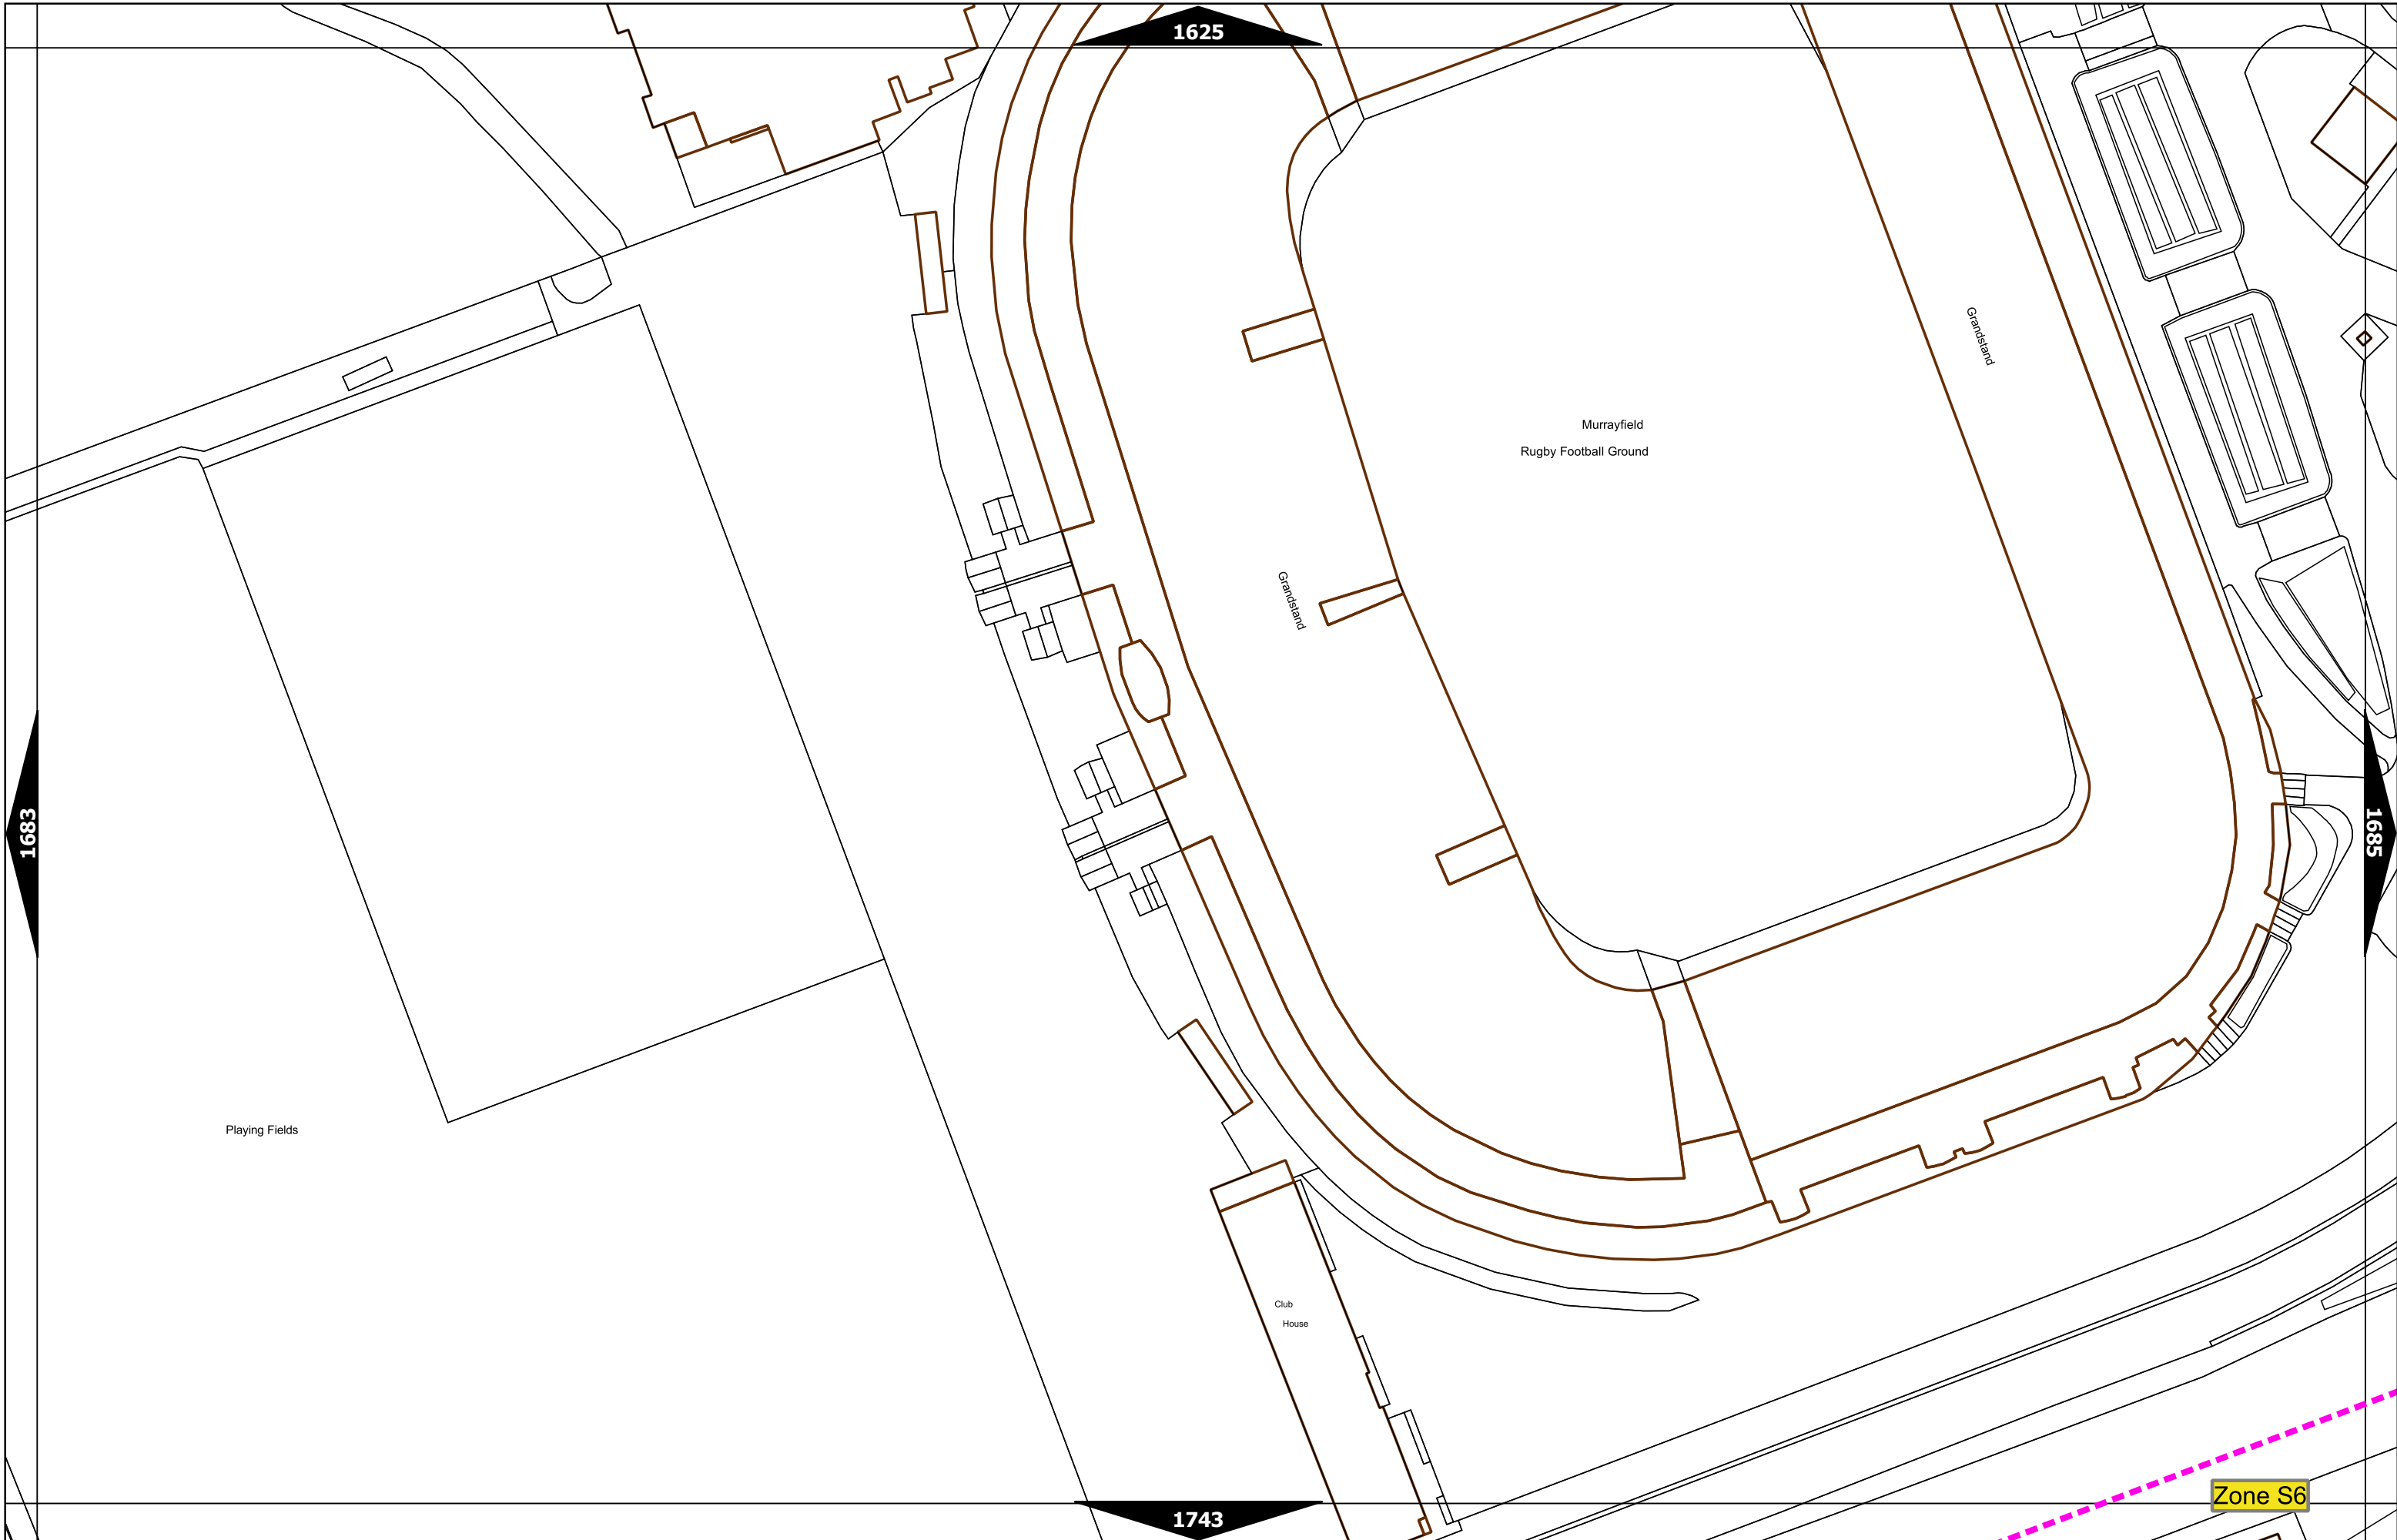 1625
Grandstand
Murrayfield
Rugby Football Ground
Grandstand
1683
1685
Playing Fields
Club
House
Zone S6
1743